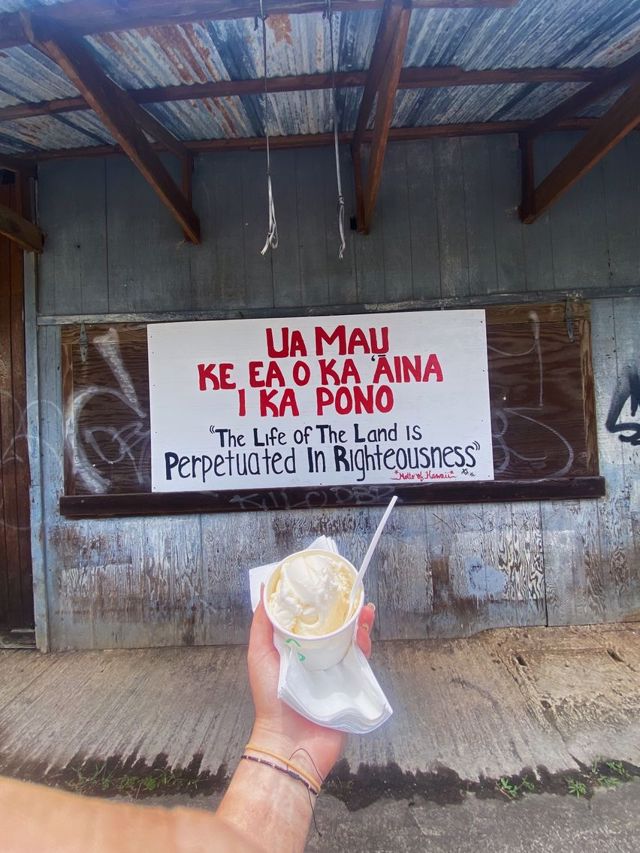 UA MAU
KE EA O KA ʻĀINA
I KA PONO
"THE LIFE OF THE LAND IS
PERPETUATED IN RIGHTEOUSNESS"
*Motto of Hawaii*